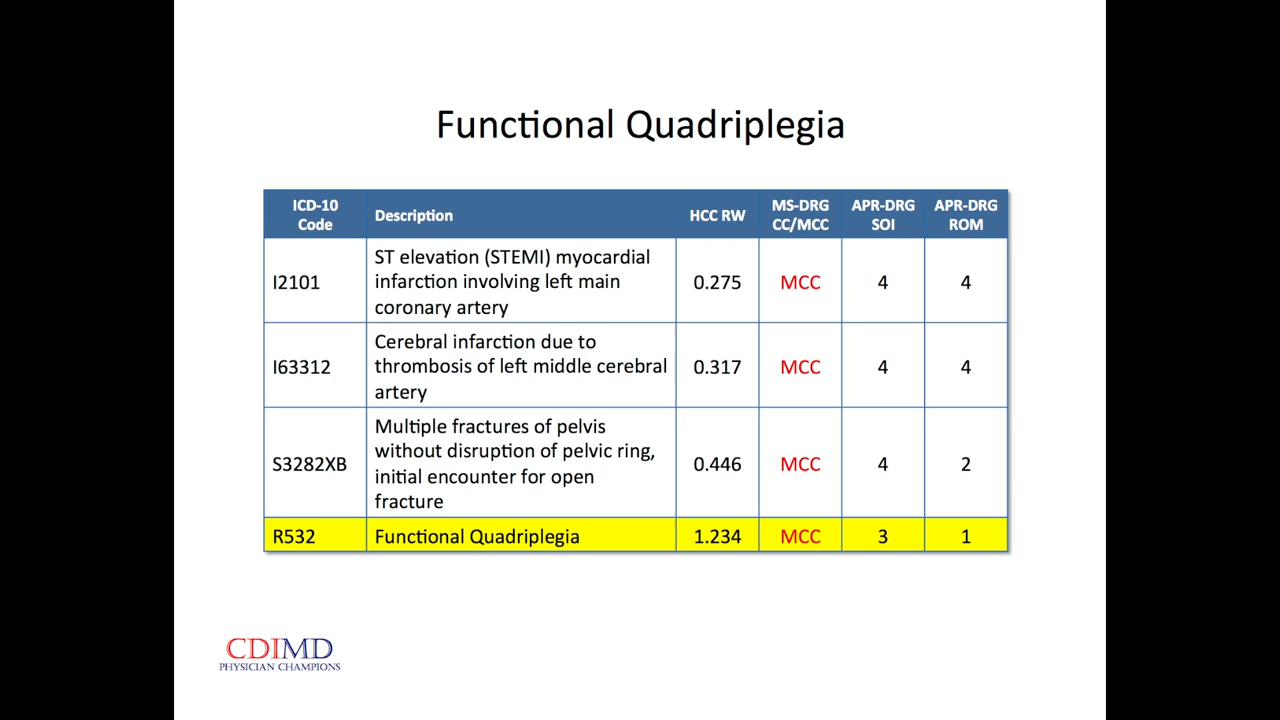 Functional Quadriplegia
ICD-10
Code
Description
HCC RW
MS-DRG
CC/MCC
APR-DRG
SOI
APR-DRG
ROM
I2101
ST elevation (STEMI) myocardial
infarction involving left main
coronary artery
0.275
MCC
4
4
I63312
Cerebral infarction due to
thrombosis of left middle cerebral
artery
0.317
MCC
4
4
S3282XB
Multiple fractures of pelvis
without disruption of pelvic ring,
initial encounter for open
fracture
0.446
MCC
4
2
R532
Functional Quadriplegia
1.234
MCC
3
1
CDIMD
PHYSICIAN CHAMPIONS